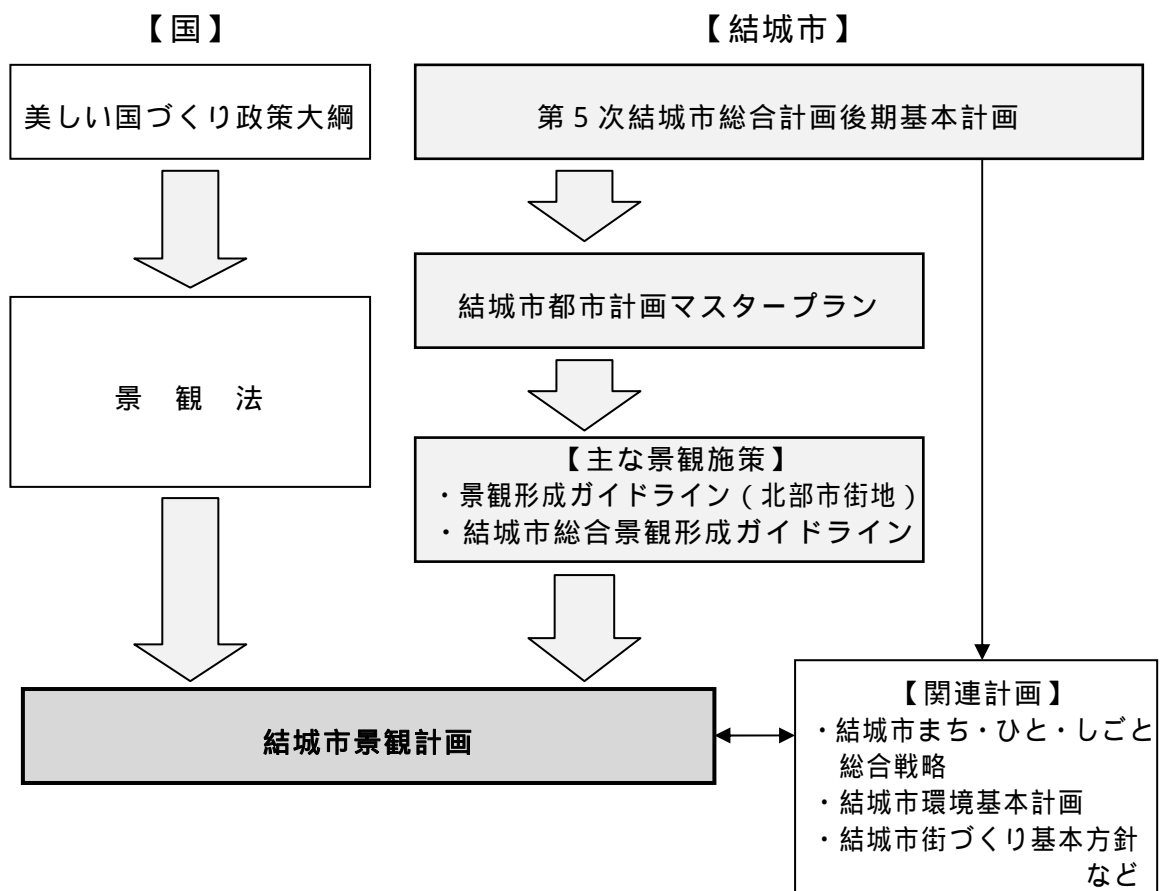 【国】
【結城市】
美しい国づくり政策大綱
第５次結城市総合計画後期基本計画
結城市都市計画マスタープラン
景　観　法
【主な景観施策】
・景観形成ガイドライン（北部市街地）
・結城市総合景観形成ガイドライン
結城市景観計画
【関連計画】
・結城市まち・ひと・しごと
総合戦略
・結城市環境基本計画
・結城市街づくり基本方針
など